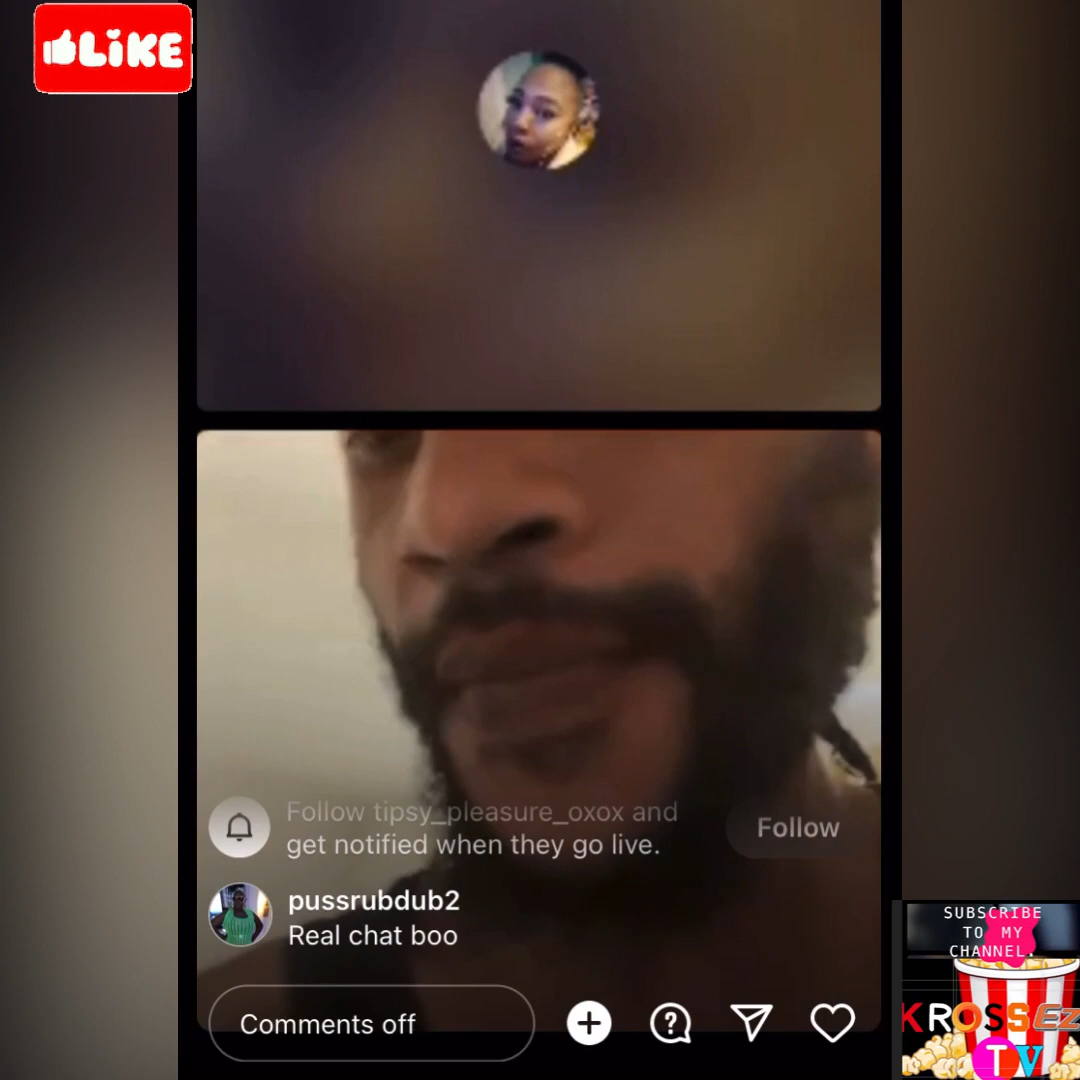 LiKE
Follow tipsy_pleasure_oxox and
get notified when they go live.
Follow
pussrubdub2
Real chat boo
Comments off
SUBSCRIBE
TO MY
CHANNEL.
KROSSEz
TV